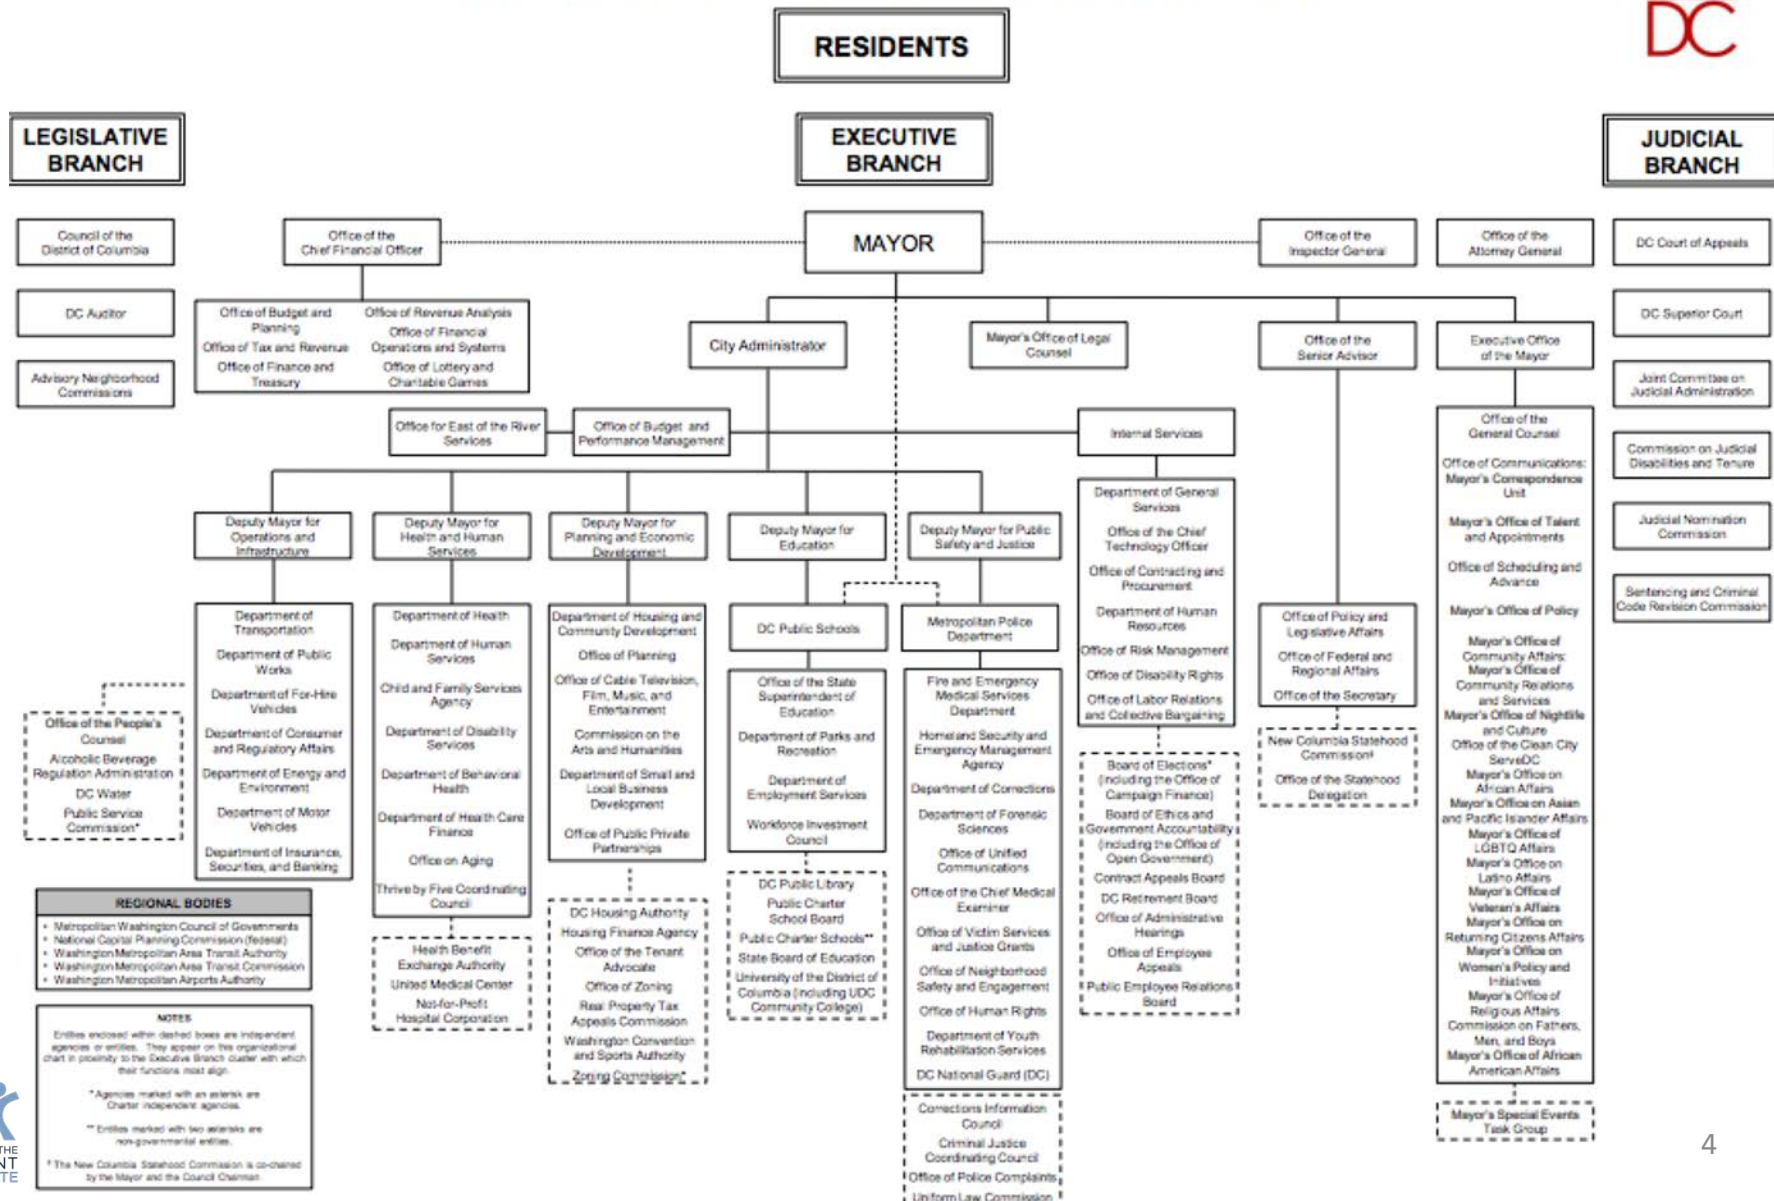 DC
RESIDENTS
LEGISLATIVE
BRANCH
EXECUTIVE
BRANCH
JUDICIAL
BRANCH
Council of the
District of Columbia
DC Auditor
Advisory Neighborhood
Commissions
Office of the
Chief Financial Officer
Office of Budget and
Planning
Office of Tax and Revenue
Office of Finance and
Treasury
Office of Revenue Analysis
Office of Financial
Operations and Systems
Office of Lottery and
Charitable Games
MAYOR
Office of the
Inspector General
Office of the
Attorney General
DC Court of Appeals
DC Superior Court
Joint Committee on
Judicial Administration
Commission on Judicial
Disabilities and Tenure
Judicial Nomination
Commission
Sentencing and Criminal
Code Revision Commission
City Administrator
Mayor's Office of Legal
Counsel
Office of the
Senior Advisor
Executive Office
of the Mayor
Office for East of the River
Services
Office of Budget and
Performance Management
Internal Services
Deputy Mayor for
Operations and
Infrastructure
Department of
Transportation
Department of Public
Works
Department of For-Hire
Vehicles
Department of Consumer
and Regulatory Affairs
Department of Energy and
Environment
Department of Motor
Vehicles
Department of Insurance,
Securities, and Banking
Office of the People's
Counsel
Alcoholic Beverage
Regulation Administration
DC Water
Public Service
Commission*
Deputy Mayor for
Health and Human
Services
Department of Health
Department of Human
Services
Child and Family Services
Agency
Department of Disability
Services
Department of Behavioral
Health
Department of Health Care
Finance
Office on Aging
Thrive by Five Coordinating
Council
Health Benefit
Exchange Authority
United Medical Center
Not-for-Profit
Hospital Corporation
Deputy Mayor for
Planning and Economic
Development
Department of Housing and
Community Development
Office of Planning
Office of Cable Television,
Film, Music, and
Entertainment
Commission on the
Arts and Humanities
Department of Small and
Local Business
Development
Office of Public Private
Partnerships
DC Housing Authority
Housing Finance Agency
Office of the Tenant
Advocate
Office of Zoning
Real Property Tax
Appeals Commission
Washington Convention
and Sports Authority
Zoning Commission*
Deputy Mayor for
Education
DC Public Schools
Office of the State
Superintendent of
Education
Department of Parks and
Recreation
Department of
Employment Services
Workforce Investment
Council
DC Public Library
Public Charter
School Board
Public Charter Schools**
State Board of Education
University of the District of
Columbia (including UDC
Community College)
Deputy Mayor for Public
Safety and Justice
Metropolitan Police
Department
Fire and Emergency
Medical Services
Department
Homeland Security and
Emergency Management
Agency
Department of Corrections
Department of Forensic
Sciences
Office of Unified
Communications
Office of the Chief Medical
Examiner
Office of Victim Services
and Justice Grants
Office of Neighborhood
Safety and Engagement
Office of Human Rights
Department of Youth
Rehabilitation Services
DC National Guard (DC)
Corrections Information
Council
Criminal Justice
Coordinating Council
Office of Police Complaints
Uniform Law Commission
Department of General
Services
Office of the Chief
Technology Officer
Office of Contracting and
Procurement
Department of Human
Resources
Office of Risk Management
Office of Disability Rights
Office of Labor Relations
and Collective Bargaining
Board of Elections*
(including the Office of
Campaign Finance)
Board of Ethics and
Government Accountability
(including the Office of
Open Government)
Contract Appeals Board
DC Retirement Board
Office of Administrative
Hearings
Office of Employee
Appeals
Public Employee Relations
Board
Office of Policy and
Legislative Affairs
Office of Federal and
Regional Affairs
Office of the Secretary
New Columbia Statehood
Commission†
Office of the Statehood
Delegation
Office of the
General Counsel
Office of Communications:
Mayor's Correspondence
Unit
Mayor's Office of Talent
and Appointments
Office of Scheduling and
Advance
Mayor's Office of Policy
Mayor's Office of
Community Affairs:
Mayor's Office of
Community Relations
and Services
Mayor's Office of Nightlife
and Culture
Office of the Clean City
ServeDC
Mayor's Office on
African Affairs
Mayor's Office on Asian
and Pacific Islander Affairs
Mayor's Office of
LGBTQ Affairs
Mayor's Office on
Latino Affairs
Mayor's Office of
Veteran's Affairs
Mayor's Office on
Returning Citizens Affairs
Mayor's Office on
Women's Policy and
Initiatives
Mayor's Office of
Religious Affairs
Commission on Fathers,
Men, and Boys
Mayor's Office of African
American Affairs
Mayor's Special Events
Task Group
REGIONAL BODIES
• Metropolitan Washington Council of Governments
• National Capital Planning Commission (federal)
• Washington Metropolitan Area Transit Authority
• Washington Metropolitan Area Transit Commission
• Washington Metropolitan Airports Authority
NOTES
Entities enclosed within dashed boxes are independent
agencies or entities. They appear on this organizational
chart in proximity to the Executive Branch cluster with which
their functions most align.
* Agencies marked with an asterisk are
Charter independent agencies.
** Entities marked with two asterisks are
non-governmental entities.
† The New Columbia Statehood Commission is co-chaired
by the Mayor and the Council Chairman
THE
NT
TE
4